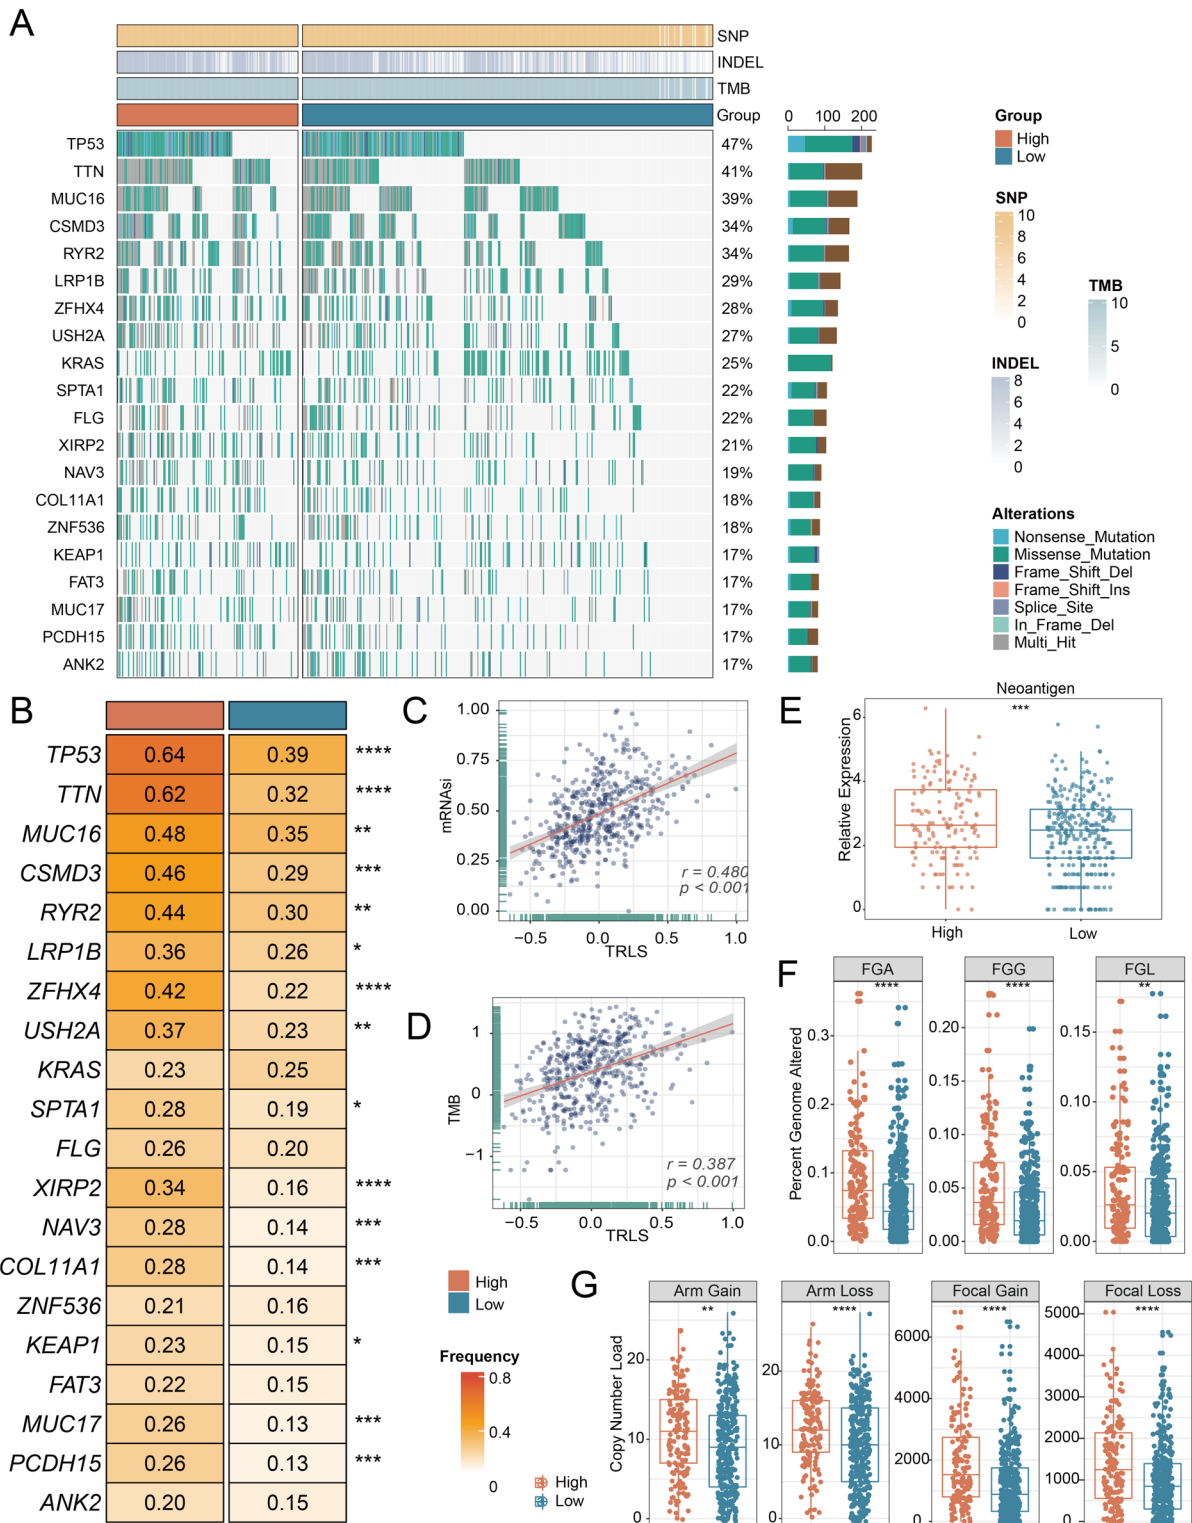 A
SNP
INDEL
TMB
Group
0 100 200
TP53 47%
TTN 41%
MUC16 39%
CSMD3 34%
RYR2 34%
LRP1B 29%
ZFHX4 28%
USH2A 27%
KRAS 25%
SPTA1 22%
FLG 22%
XIRP2 21%
NAV3 19%
COL11A1 18%
ZNF536 18%
KEAP1 17%
FAT3 17%
MUC17 17%
PCDH15 17%
ANK2 17%
Group
High
Low
SNP
10
8
6
4
2
0
TMB
10
5
0
INDEL
8
6
4
2
0
Alterations
Nonsense_Mutation
Missense_Mutation
Frame_Shift_Del
Frame_Shift_Ins
Splice_Site
In_Frame_Del
Multi_Hit
B
TP53 0.64 0.39 ****
TTN 0.62 0.32 ****
MUC16 0.48 0.35 **
CSMD3 0.46 0.29 ***
RYR2 0.44 0.30 **
LRP1B 0.36 0.26 *
ZFHX4 0.42 0.22 ****
USH2A 0.37 0.23 **
KRAS 0.23 0.25
SPTA1 0.28 0.19 *
FLG 0.26 0.20
XIRP2 0.34 0.16 ****
NAV3 0.28 0.14 ***
COL11A1 0.28 0.14 ***
ZNF536 0.21 0.16
KEAP1 0.23 0.15 *
FAT3 0.22 0.15
MUC17 0.26 0.13 ***
PCDH15 0.26 0.13 ***
ANK2 0.20 0.15
High
Low
Frequency
0.8
0.4
0
C
mRNAsi
1.00
0.75
0.50
0.25
0.00
r = 0.480
p < 0.001
−0.5 0.0 0.5 1.0
TRLS
D
TMB
1
0
−1
r = 0.387
p < 0.001
−0.5 0.0 0.5 1.0
TRLS
E
Neoantigen
***
Relative Expression
6
4
2
0
High Low
F
FGA FGG FGL
**** **** **
Percent Genome Altered
0.3
0.2
0.1
0.0
0.20
0.15
0.10
0.05
0.00
0.15
0.10
0.05
0.00
G
Arm Gain Arm Loss Focal Gain Focal Loss
** **** **** ****
Copy Number Load
20
10
0
20
10
0
6000
4000
2000
0
5000
4000
3000
2000
1000
0
High
Low